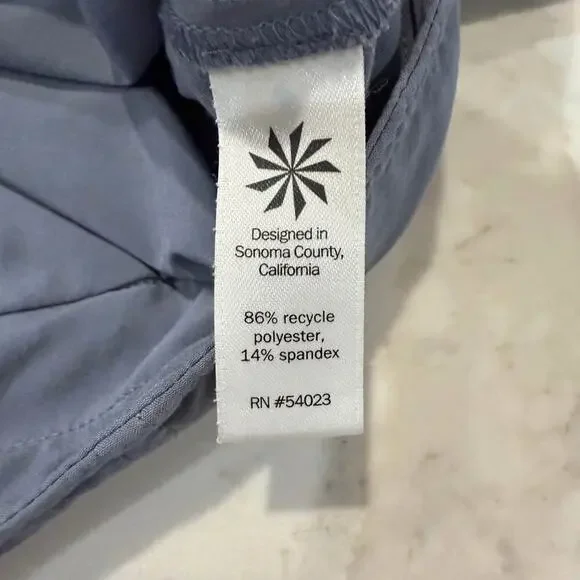 Designed in
Sonoma County,
California
86% recycle
polyester,
14% spandex
RN #54023